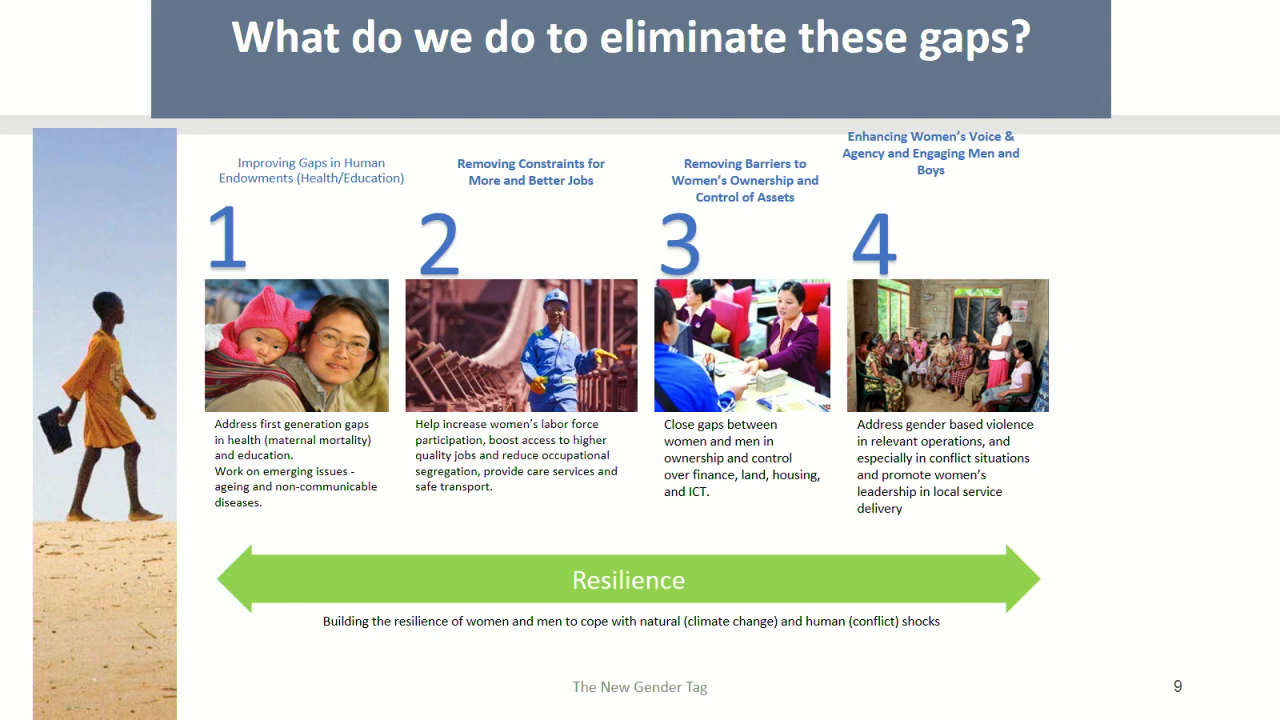 What do we do to eliminate these gaps?
Improving Gaps in Human
Endowments (Health/Education)
1
Address first generation gaps
in health (maternal mortality)
and education.
Work on emerging issues -
ageing and non-communicable
diseases.
Removing Constraints for
More and Better Jobs
2
Help increase women's labor force
participation, boost access to higher
quality jobs and reduce occupational
segregation, provide care services and
safe transport.
Removing Barriers to
Women's Ownership and
Control of Assets
3
Close gaps between
women and men in
ownership and control
over finance, land, housing,
and ICT.
Enhancing Women's Voice &
Agency and Engaging Men and
Boys
4
Address gender based violence
in relevant operations, and
especially in conflict situations
and promote women's
leadership in local service
delivery
Resilience
Building the resilience of women and men to cope with natural (climate change) and human (conflict) shocks
The New Gender Tag
9